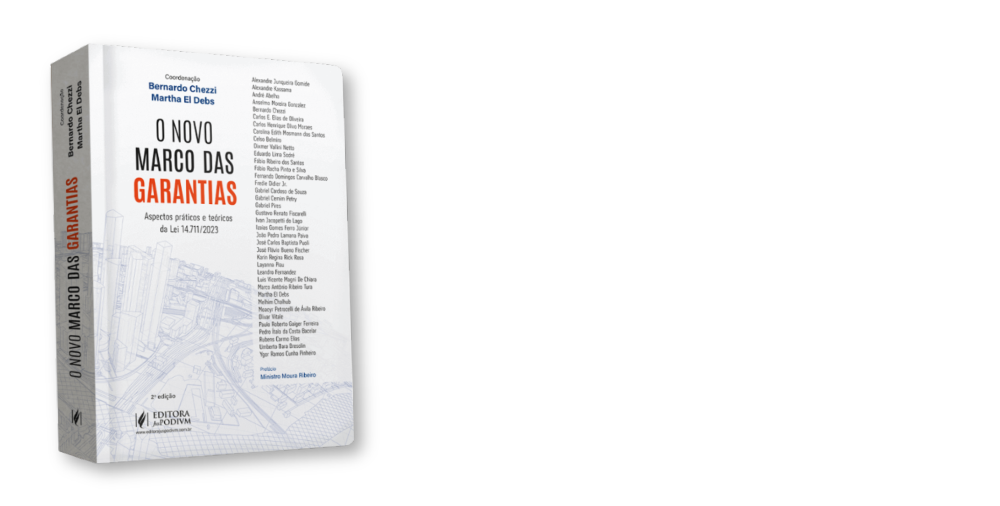 Coordenação
Bernardo Chezzi
Martha El Debs
O NOVO MARCO DAS GARANTIAS
Coordenação
Bernardo Chezzi
Martha El Debs
O NOVO
MARCO DAS
GARANTIAS
Aspectos práticos e teóricos
da Lei 14.711/2023
2ª edição
EDITORA
jusPODIVM
www.editorajuspodivm.com.br
Alexandre Junqueira Gomide
Alexandre Kassama
André Abelha
Anselmo Moreira Gonzalez
Bernardo Chezzi
Carlos E. Elias de Oliveira
Carlos Henrique Olivo Moraes
Carolina Edith Mosmann dos Santos
Celso Belmiro
Dixmer Vallini Netto
Eduardo Lima Sodré
Fábio Ribeiro dos Santos
Fábio Rocha Pinto e Silva
Fernando Domingos Carvalho Blasco
Fredie Didier Jr.
Gabriel Cardoso de Souza
Gabriel Cemim Petry
Gabriel Pires
Gustavo Renato Fiscarelli
Ivan Jacopetti do Lago
Izaías Gomes Ferro Júnior
João Pedro Lamana Paiva
José Carlos Baptista Puoli
José Flávio Bueno Fischer
Karin Regina Rick Rosa
Layanna Piau
Leandro Fernandez
Luis Vicente Magni De Chiara
Marco Antônio Ribeiro Tura
Martha El Debs
Melhim Chalhub
Moacyr Petrocelli de Ávila Ribeiro
Olivar Vitale
Paulo Roberto Gaiger Ferreira
Pedro Ítalo da Costa Bacelar
Rubens Carmo Elias
Umberto Bara Bresolin
Ygor Ramos Cunha Pinheiro
Prefácio
Ministro Moura Ribeiro